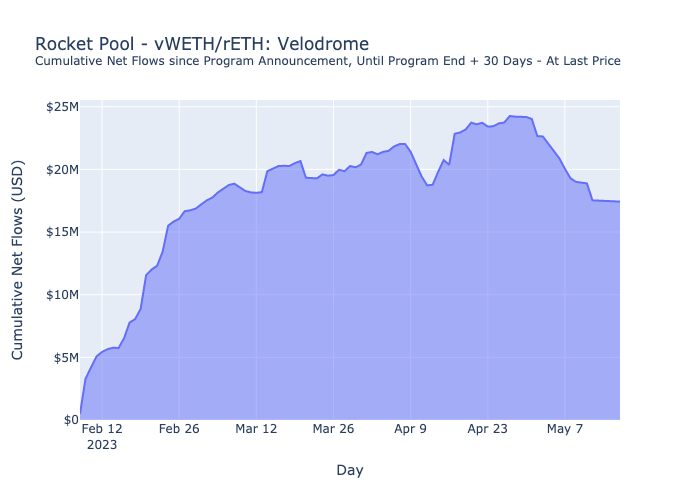 Rocket Pool - vWETH/rETH: Velodrome
Cumulative Net Flows since Program Announcement, Until Program End + 30 Days - At Last Price
Cumulative Net Flows (USD)
$25M
$20M
$15M
$10M
$5M
$0
Feb 12 Feb 26 Mar 12 Mar 26 Apr 9 Apr 23 May 7
2023
Day